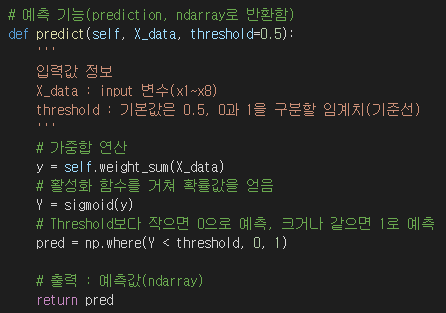 # 예측 기능(prediction, ndarray로 반환함)
def predict(self, X_data, threshold=0.5):
    '''
    입력값 정보
    X_data : input 변수(x1~x8)
    threshold : 기본값은 0.5, 0과 1을 구분할 임계치(기준선)
    '''
    # 가중합 연산
    y = self.weight_sum(X_data)
    # 활성화 함수를 거쳐 확률값을 얻음
    Y = sigmoid(y)
    # Threshold보다 작으면 0으로 예측, 크거나 같으면 1로 예측
    pred = np.where(Y < threshold, 0, 1)

    # 출력 : 예측값(ndarray)
    return pred